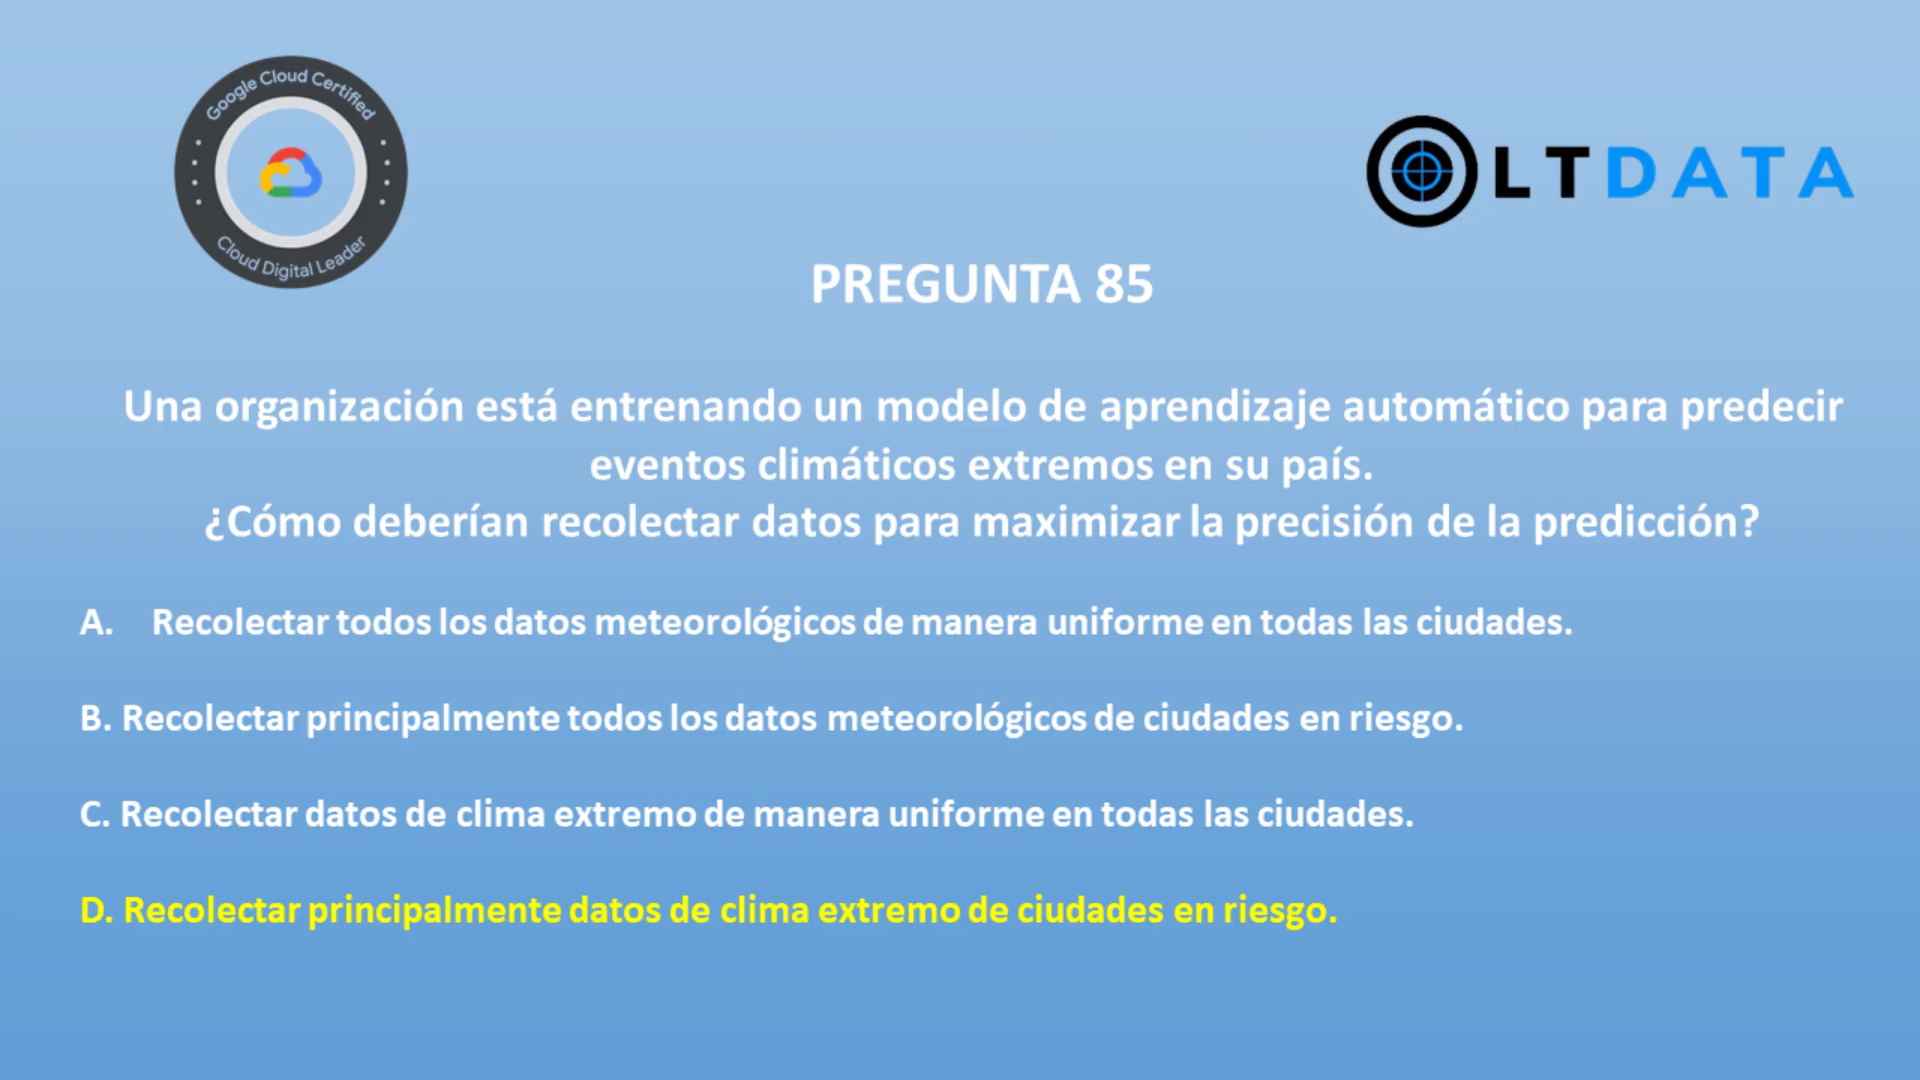 Google Cloud Certified
Cloud Digital Leader
LTDATA
PREGUNTA 85
Una organización está entrenando un modelo de aprendizaje automático para predecir
eventos climáticos extremos en su país.
¿Cómo deberían recolectar datos para maximizar la precisión de la predicción?
A. Recolectar todos los datos meteorológicos de manera uniforme en todas las ciudades.
B. Recolectar principalmente todos los datos meteorológicos de ciudades en riesgo.
C. Recolectar datos de clima extremo de manera uniforme en todas las ciudades.
D. Recolectar principalmente datos de clima extremo de ciudades en riesgo.